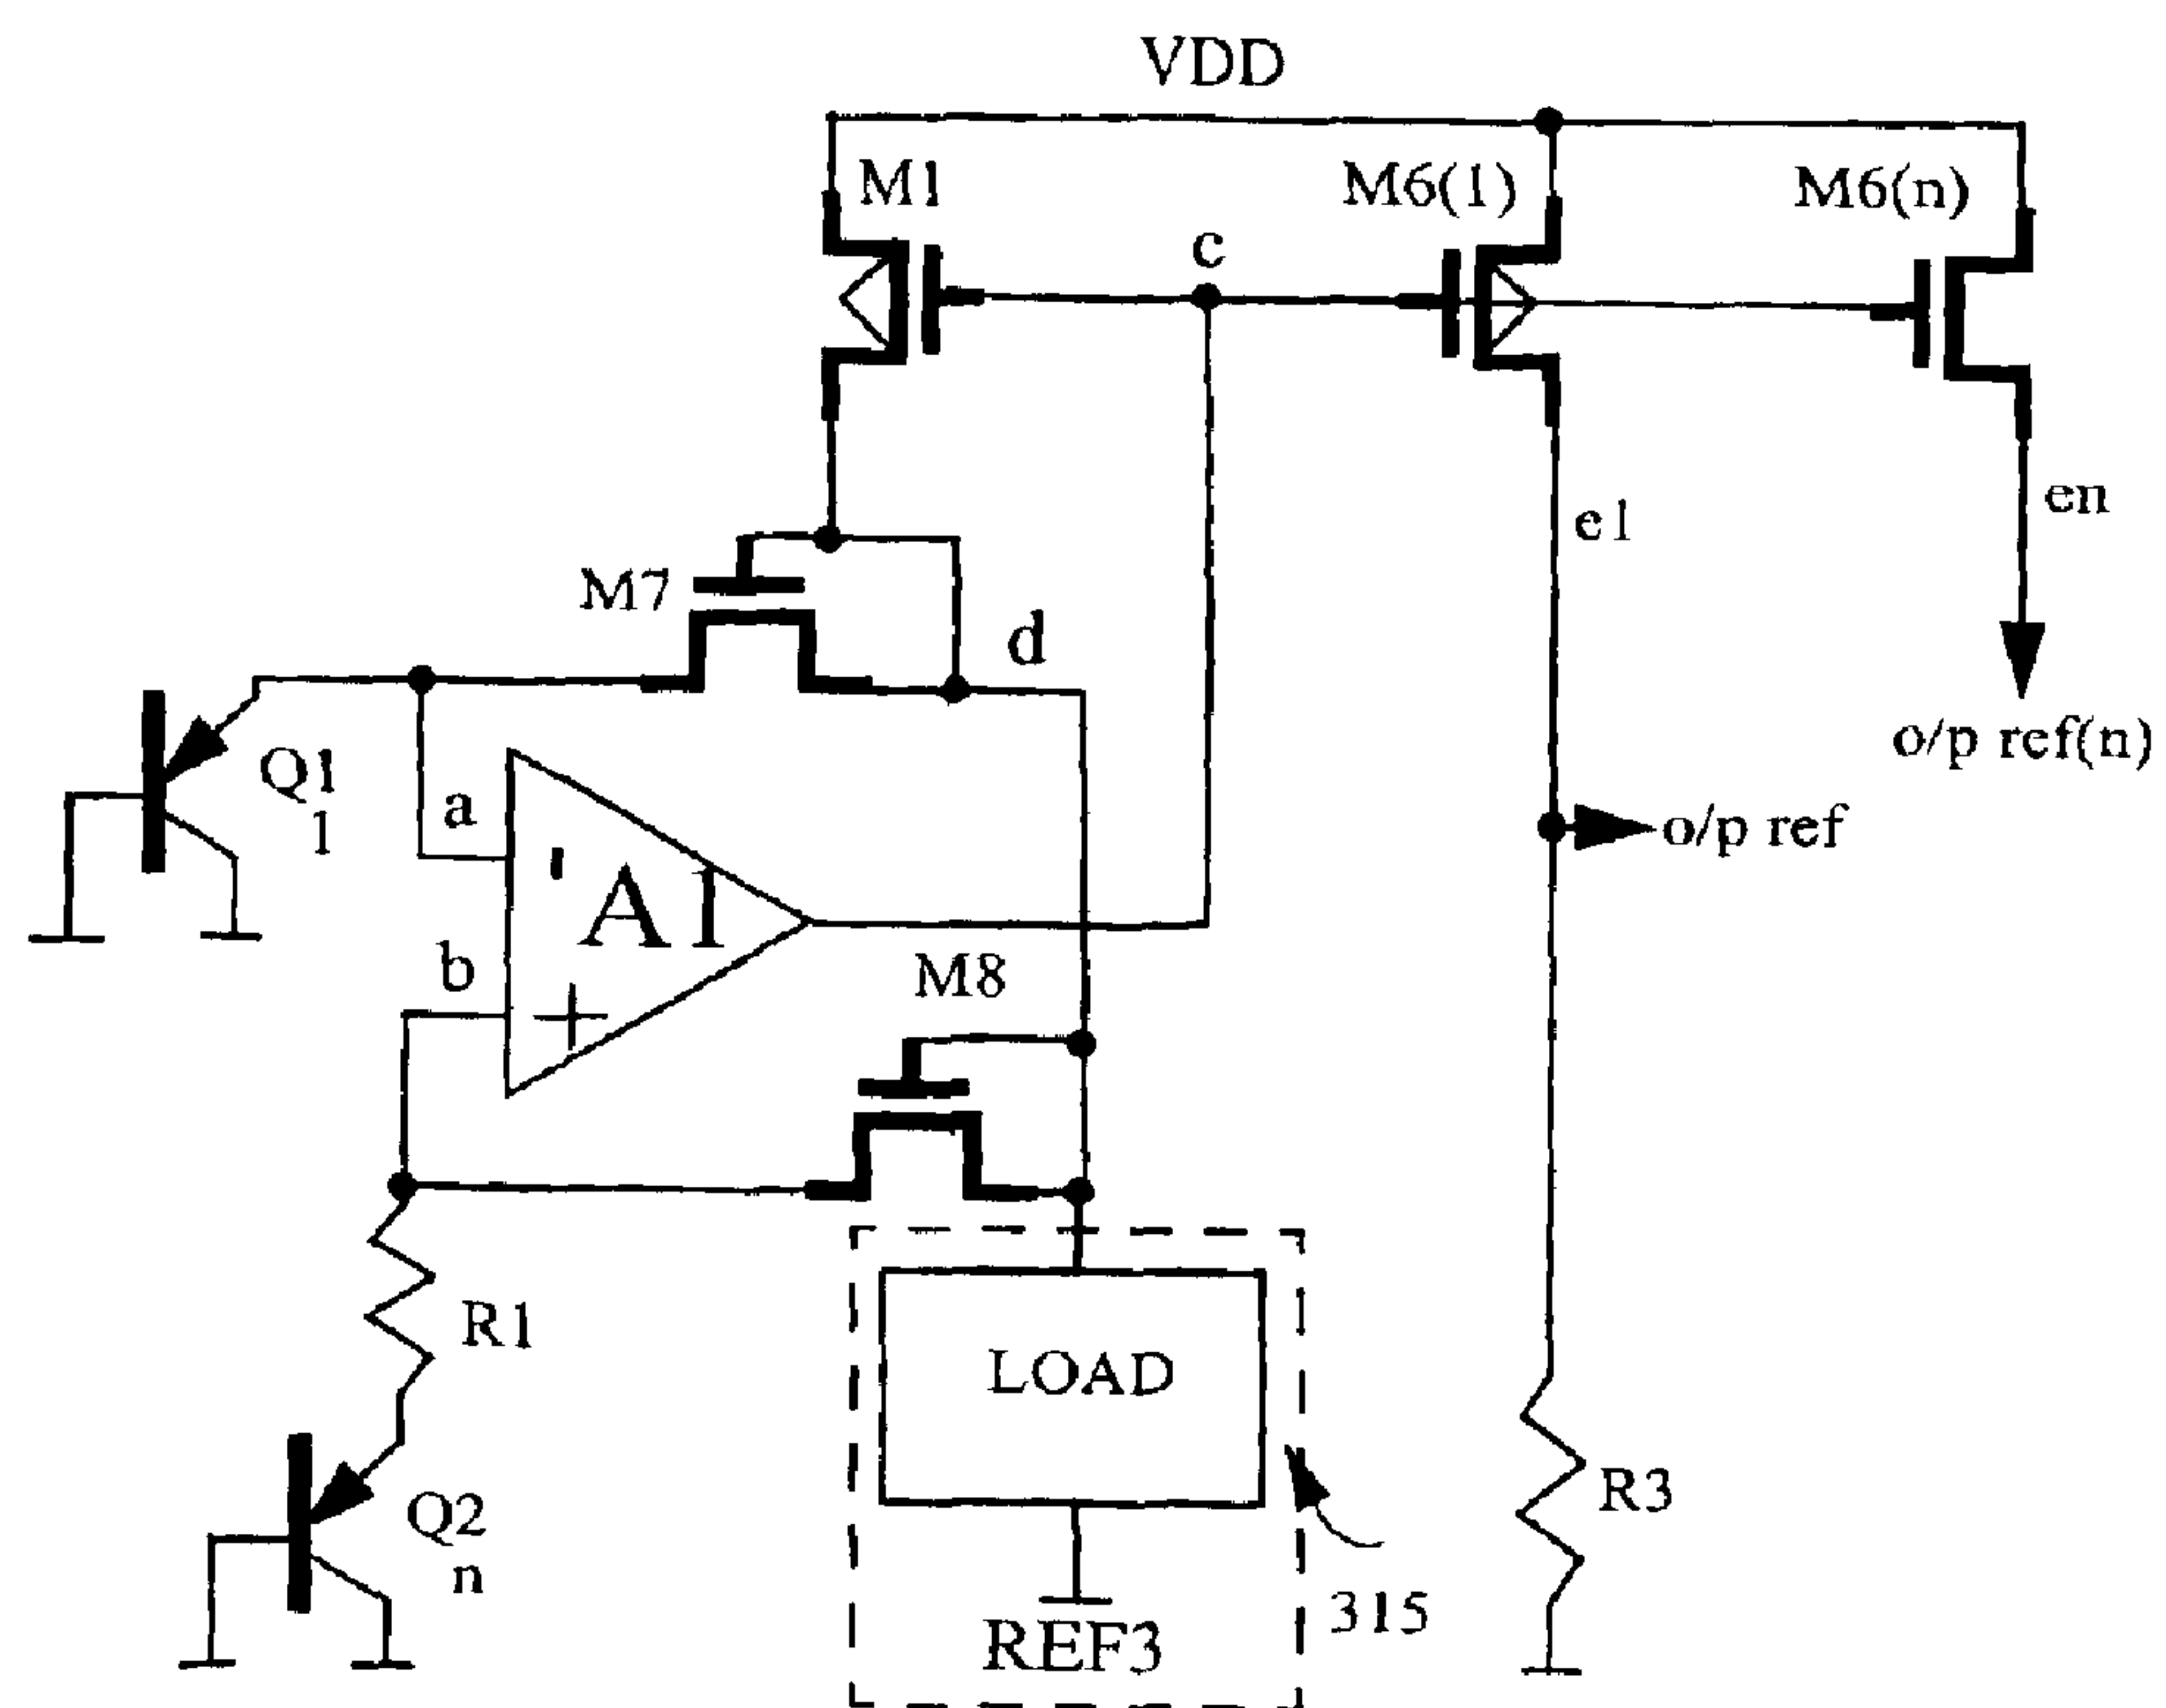 VDD
M1
M6(1)
M6(n)
c
M7
d
e1
en
o/p ref(n)
Q1
1
a
A1
o/p ref
b
+
M8
R1
LOAD
R3
Q2
n
315
REF3